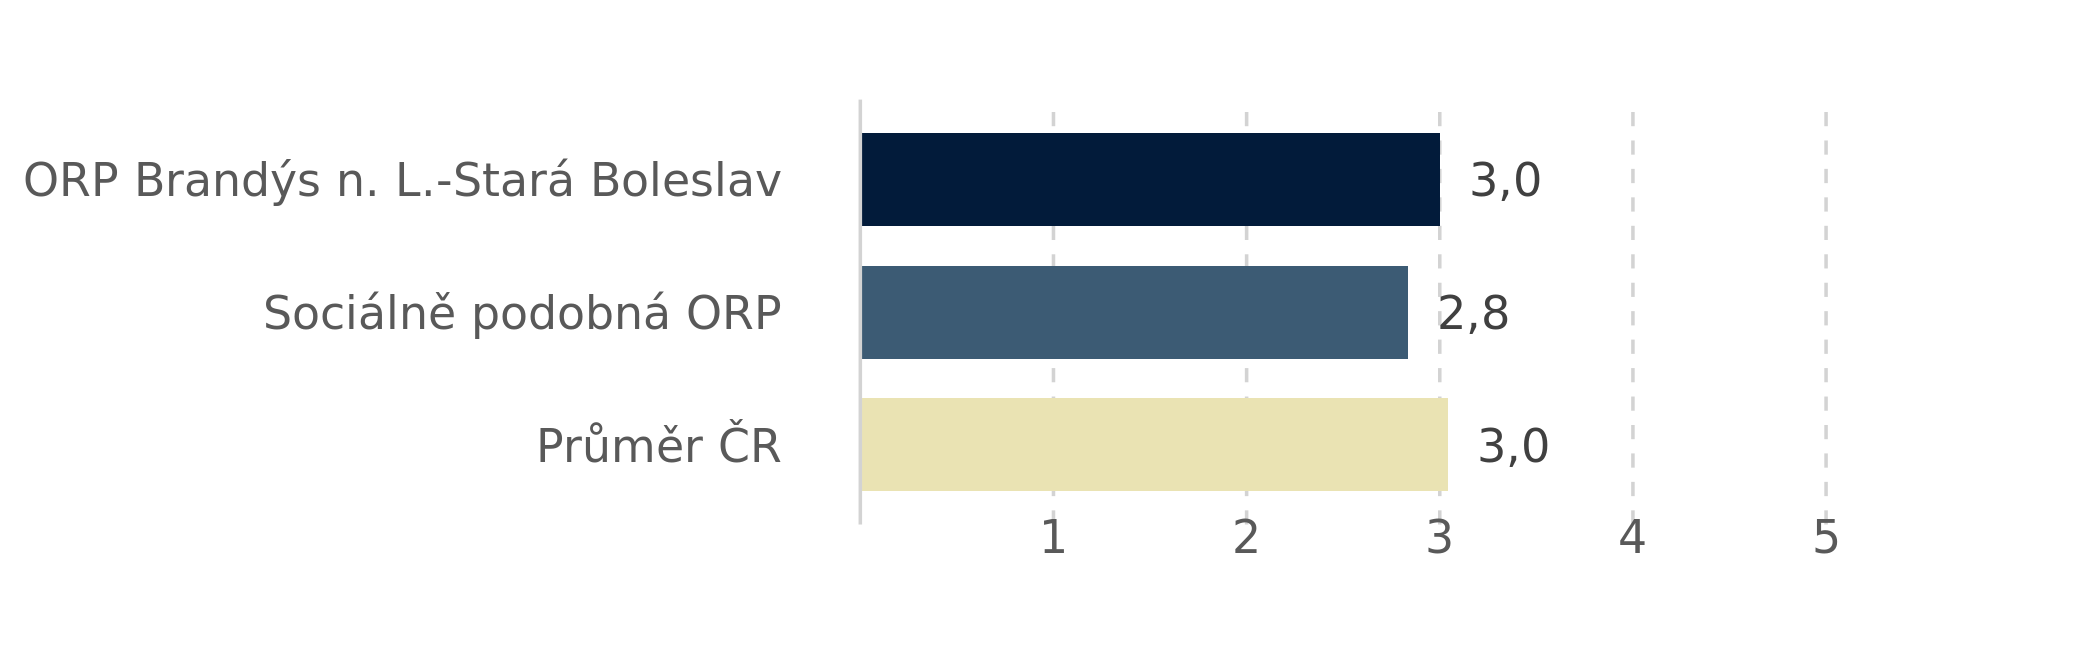 ORP Brandýs n. L.-Stará Boleslav 3,0
Sociálně podobná ORP 2,8
Průměr ČR 3,0
1 2 3 4 5